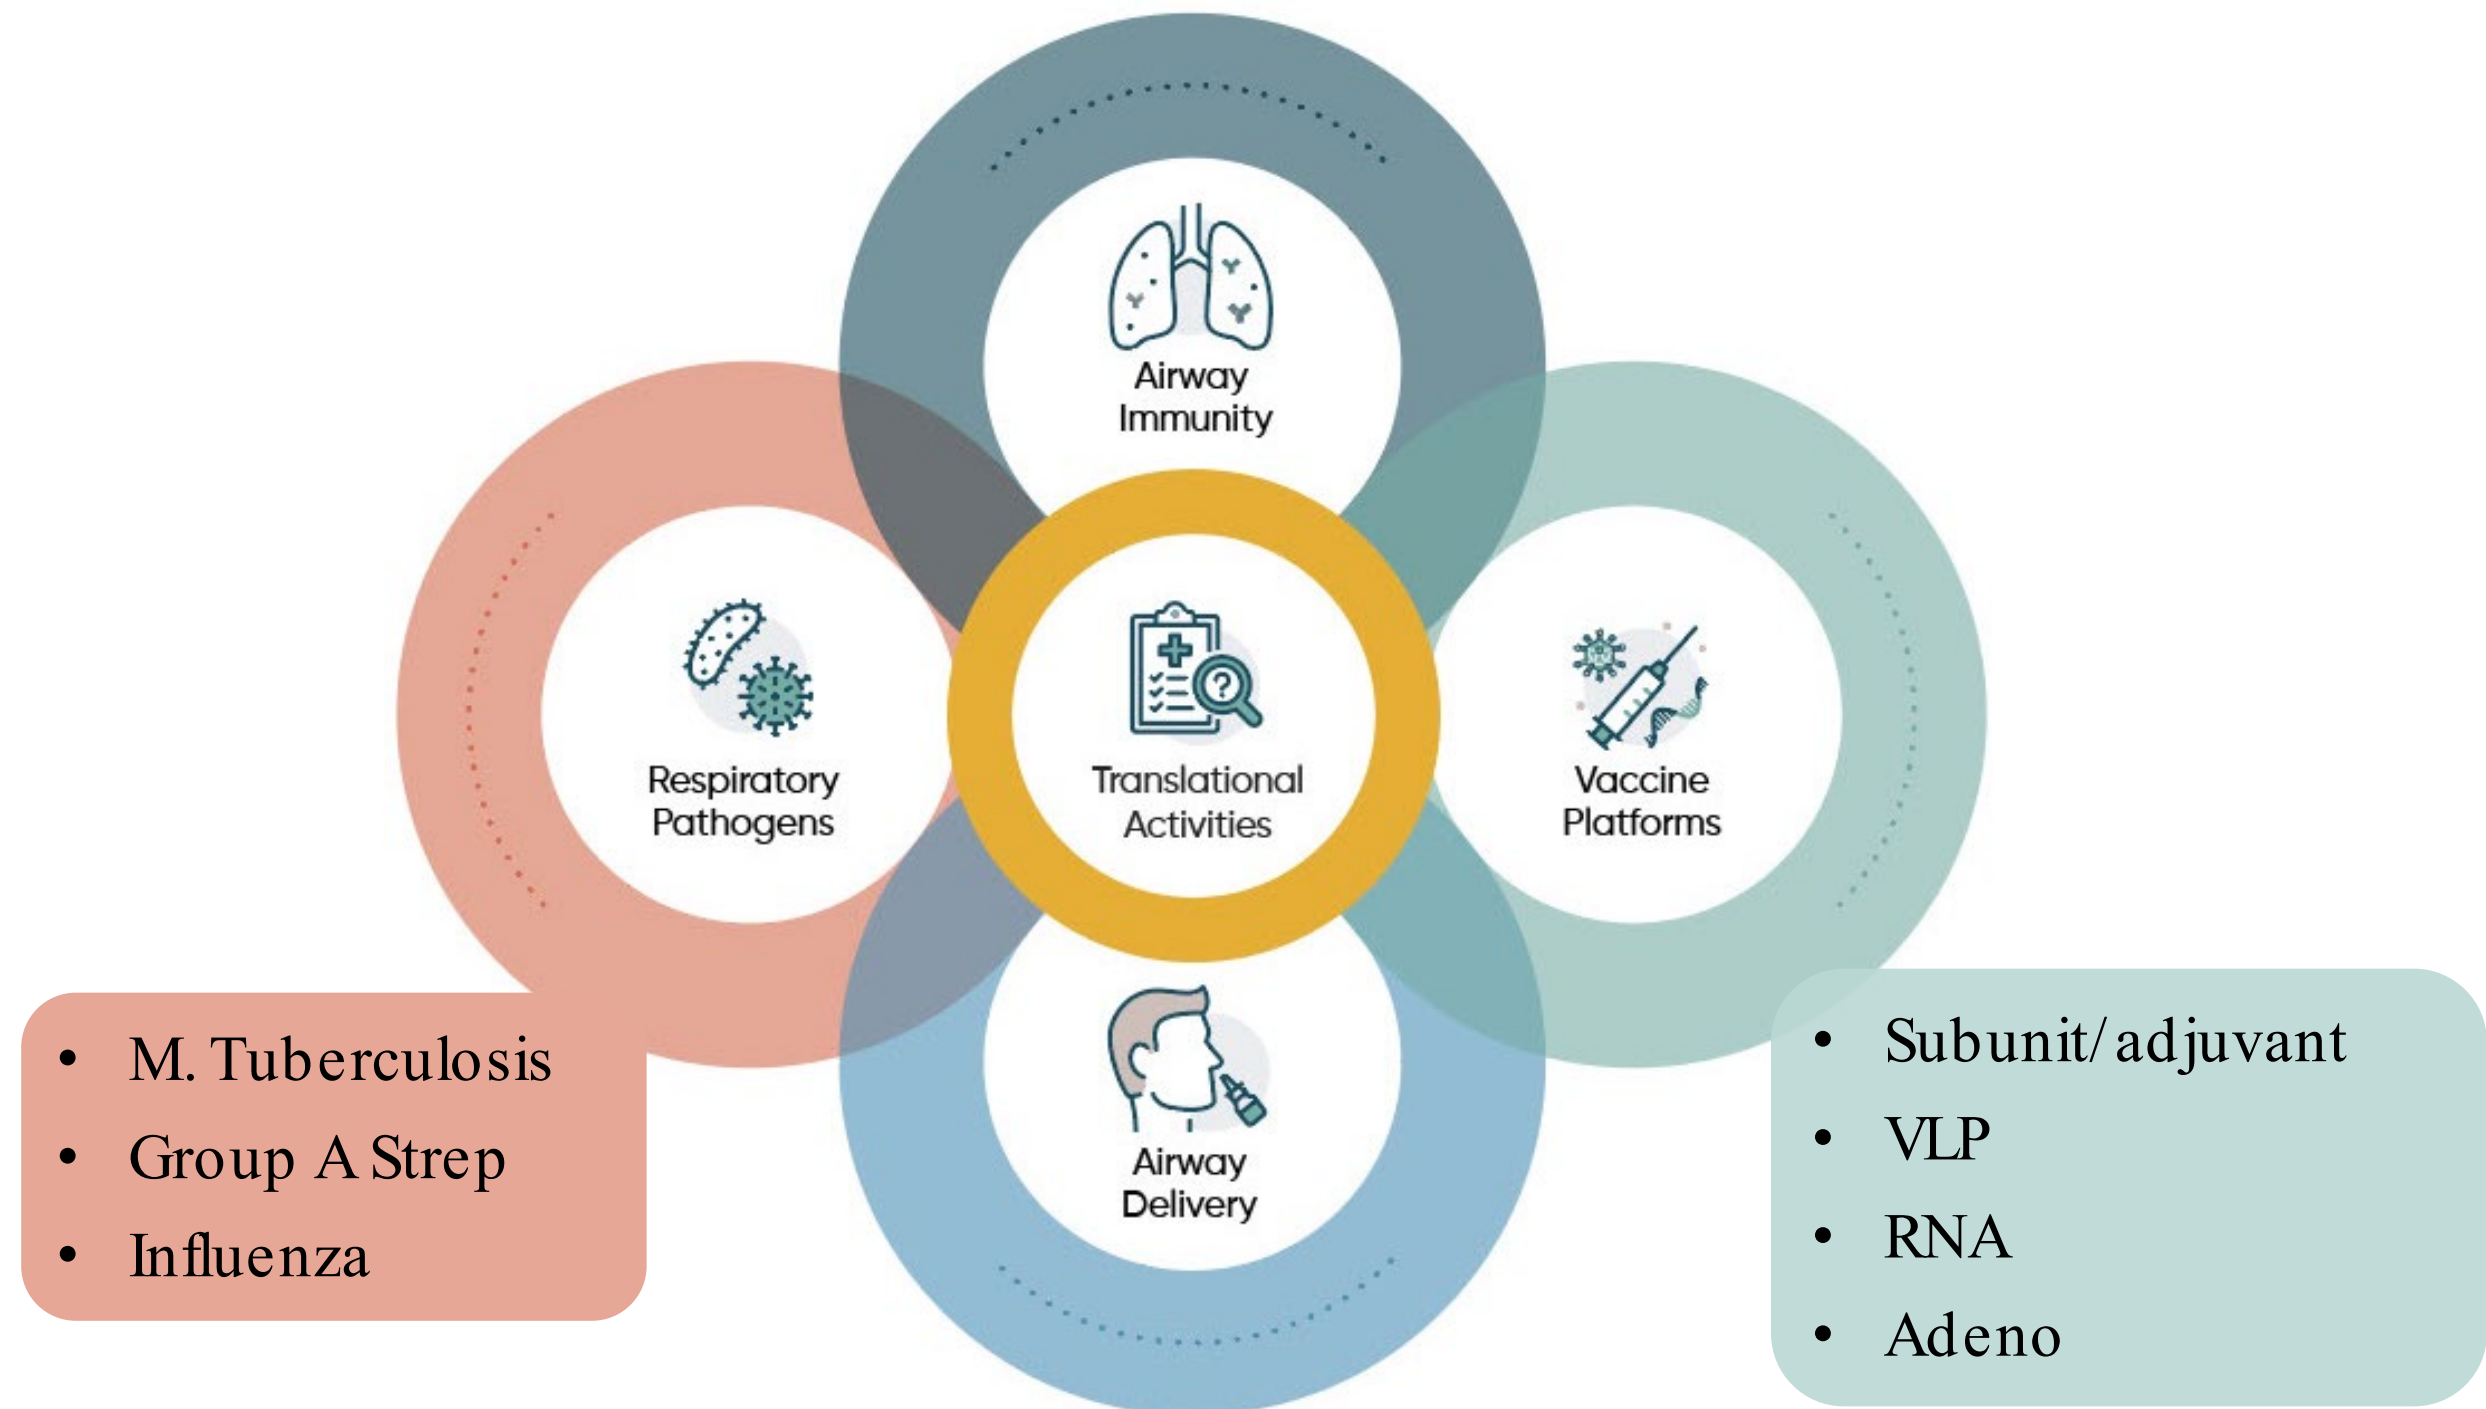 Airway
Immunity
Respiratory
Pathogens
?
Translational
Activities
Vaccine
Platforms
Airway
Delivery
• M. Tuberculosis
• Group A Strep
• Influenza
• Subunit/adjuvant
• VLP
• RNA
• Adeno